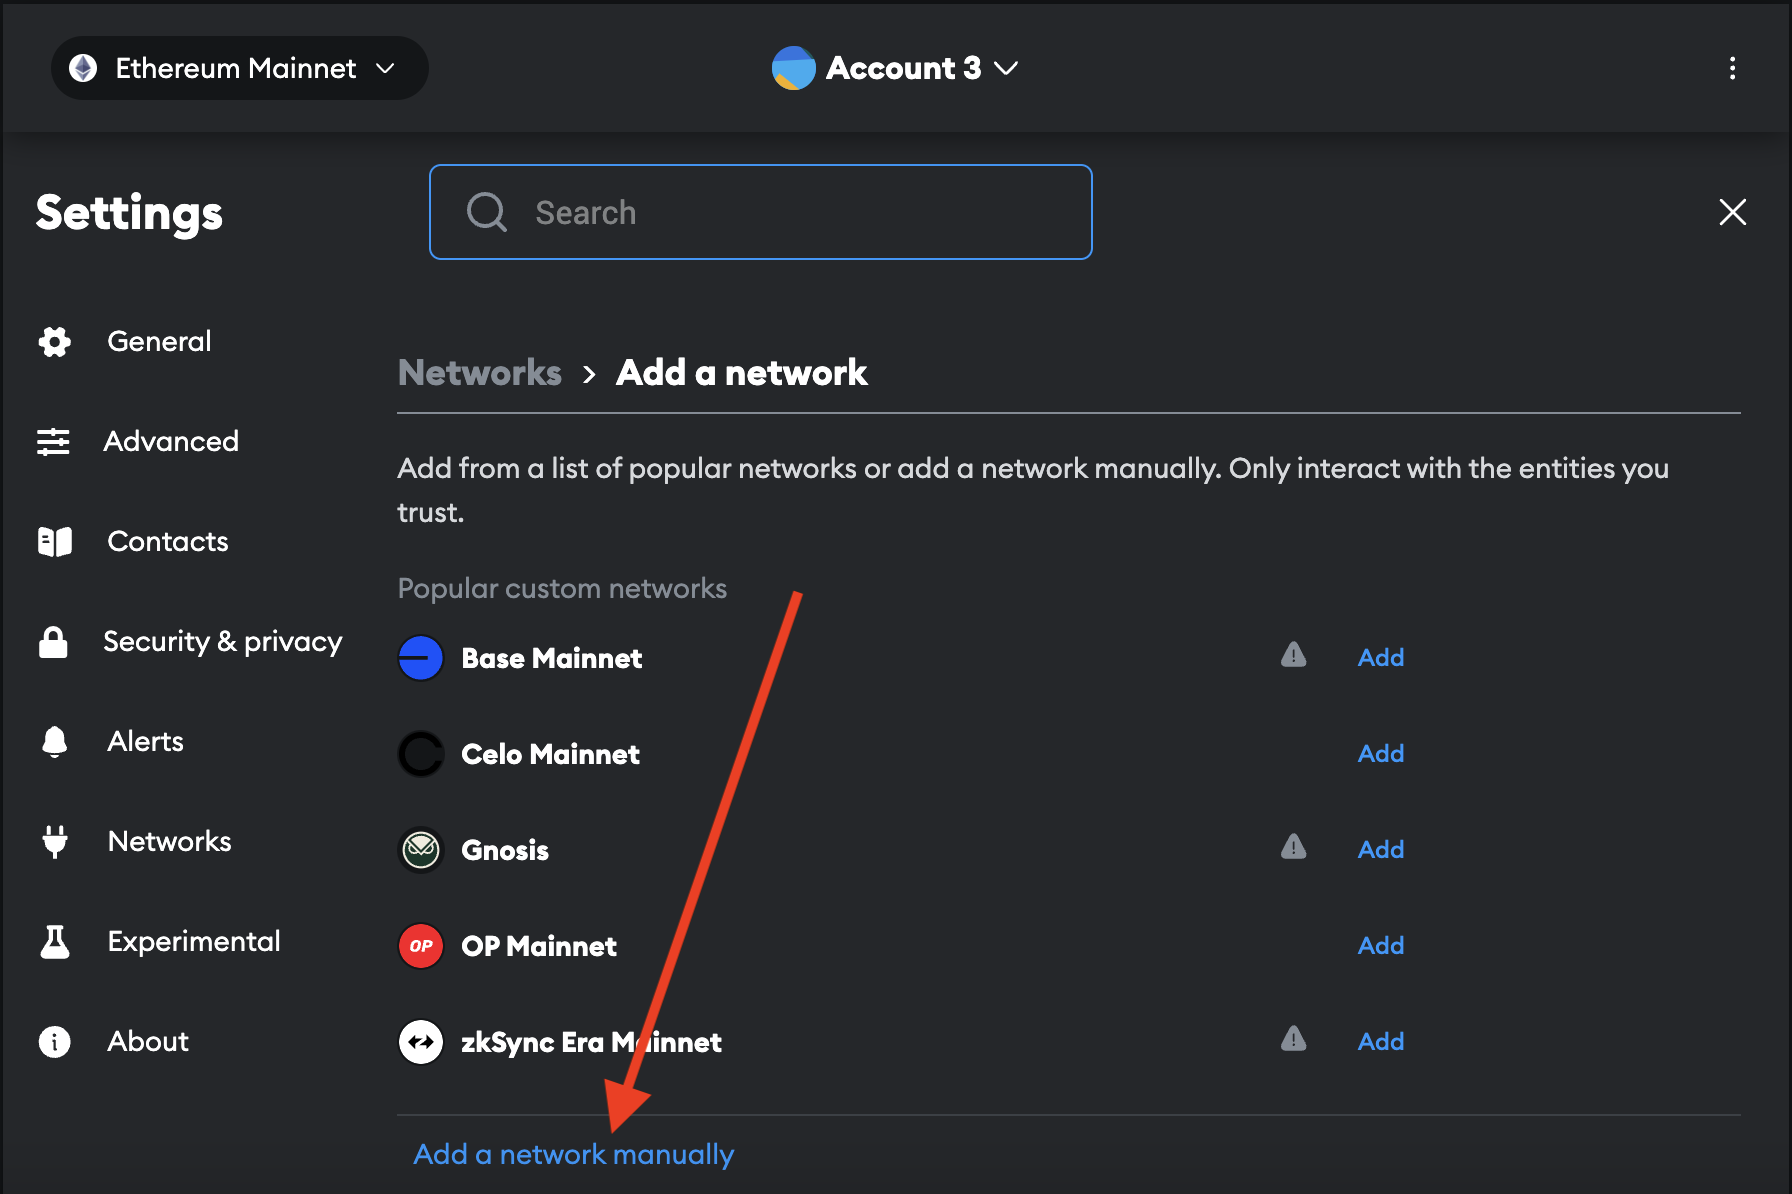 Ethereum Mainnet
Account 3
Settings
Search
General
Advanced
Contacts
Security & privacy
Alerts
Networks
Experimental
About
Networks > Add a network
Add from a list of popular networks or add a network manually. Only interact with the entities you
trust.
Popular custom networks
Base Mainnet Add
Celo Mainnet Add
Gnosis Add
OP OP Mainnet Add
zkSync Era Mainnet Add
Add a network manually